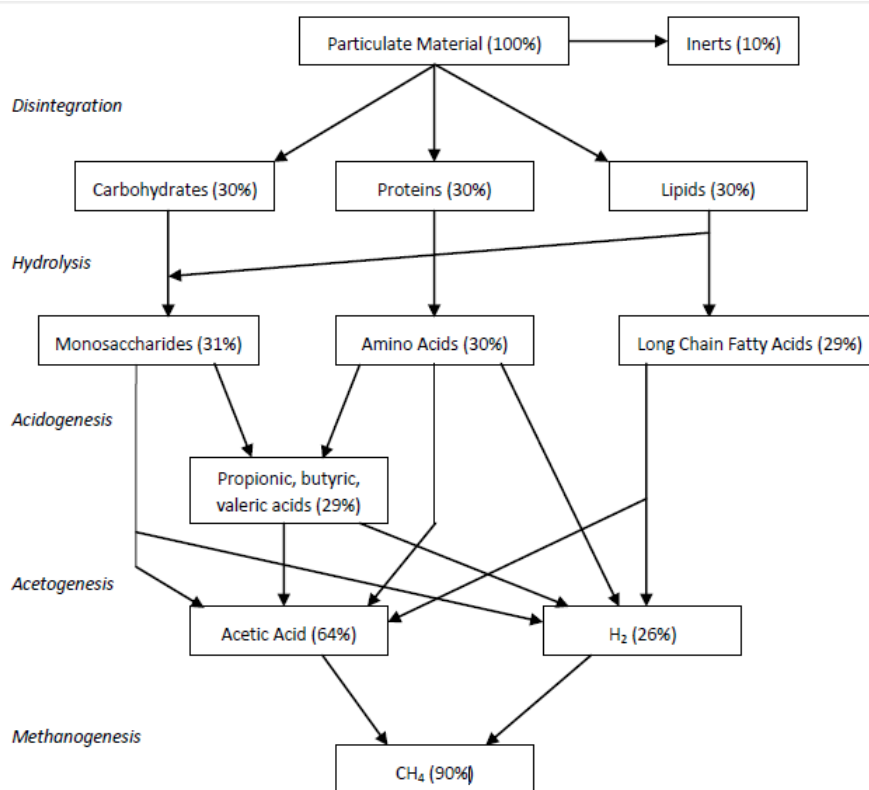 Particulate Material (100%)
Inerts (10%)
Disintegration
Carbohydrates (30%)
Proteins (30%)
Lipids (30%)
Hydrolysis
Monosaccharides (31%)
Amino Acids (30%)
Long Chain Fatty Acids (29%)
Acidogenesis
Propionic, butyric,
valeric acids (29%)
Acetogenesis
Acetic Acid (64%)
H₂ (26%)
Methanogenesis
CH₄ (90%)